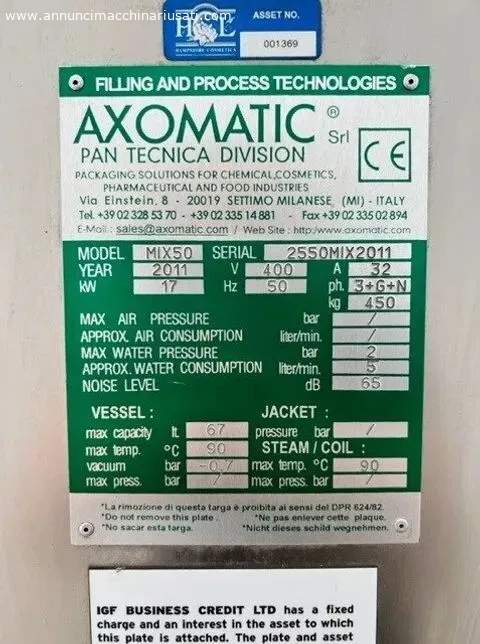 www.annuncimacchinariusati.com
H&E
HAMPSHIRE COSMETICS
ASSET NO.
001369
FILLING AND PROCESS TECHNOLOGIES
AXOMATIC ® Srl CE
PAN TECNICA DIVISION
PACKAGING SOLUTIONS FOR CHEMICAL,COSMETICS,
PHARMACEUTICAL AND FOOD INDUSTRIES
Via Einstein, 8 - 20019 SETTIMO MILANESE, (MI) - ITALY
Tel. +39 02 328 53 70 - +39 02 335 14 881 - Fax +39 02 335 02 894
E-Mail : sales@axomatic.com / Web Site : http:/www.axomatic.com
MODEL MIX50 SERIAL 2550MIX2011
YEAR 2011 V 400 A 32
kW 17 Hz 50 ph. 3+G+N
kg 450
MAX AIR PRESSURE bar /
APPROX. AIR CONSUMPTION liter/min. /
MAX WATER PRESSURE bar 2
APPROX. WATER CONSUMPTION liter/min. 5
NOISE LEVEL dB 65
VESSEL : JACKET :
max capacity lt. 67 pressure bar /
max temp. °C 90 STEAM / COIL :
vacuum bar -0,7 max temp. °C 90
max press. bar / max press. bar /
*La rimozione di questa targa è proibita ai sensi del DPR 624/82.
*Do not remove this plate. *Ne pas enlever cette plaque.
*No sacar esta targa. *Nicht dieses schild wegnehmen.
IGF BUSINESS CREDIT LTD has a fixed
charge and an interest in the asset to which
this plate is attached. The plate and asset